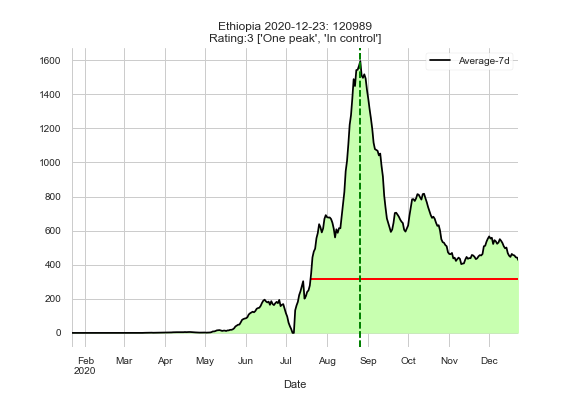 Ethiopia 2020-12-23: 120989
Rating:3 ['One peak', 'In control']
Average-7d
1600
1400
1200
1000
800
600
400
200
0
Feb Mar Apr May Jun Jul Aug Sep Oct Nov Dec
2020
Date